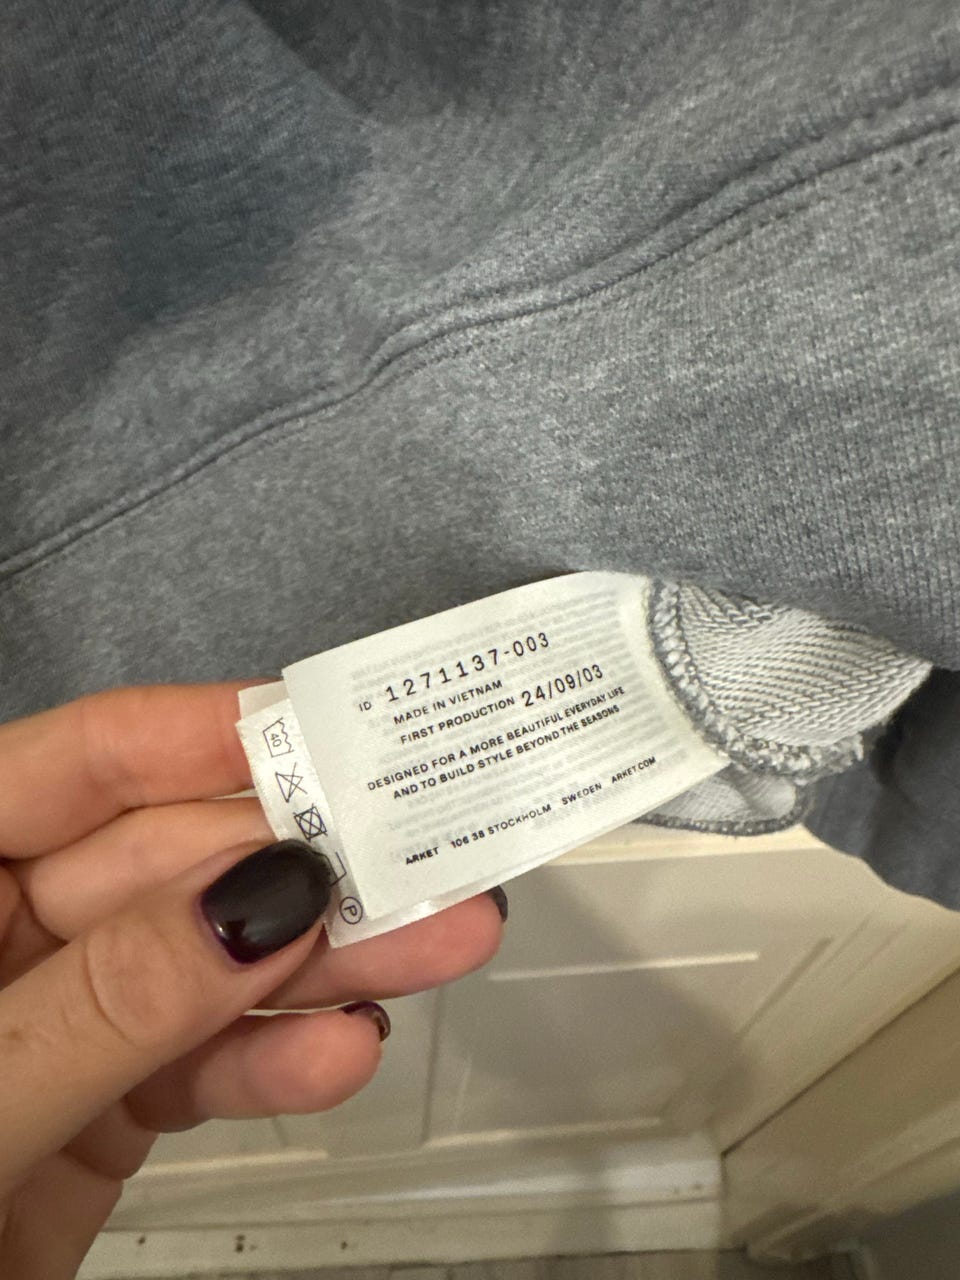 ID 1271137-003
MADE IN VIETNAM
FIRST PRODUCTION 24/09/03
DESIGNED FOR A MORE BEAUTIFUL EVERYDAY LIFE
AND TO BUILD STYLE BEYOND THE SEASONS
ARKET 106 38 STOCKHOLM SWEDEN ARKET.COM
40
P